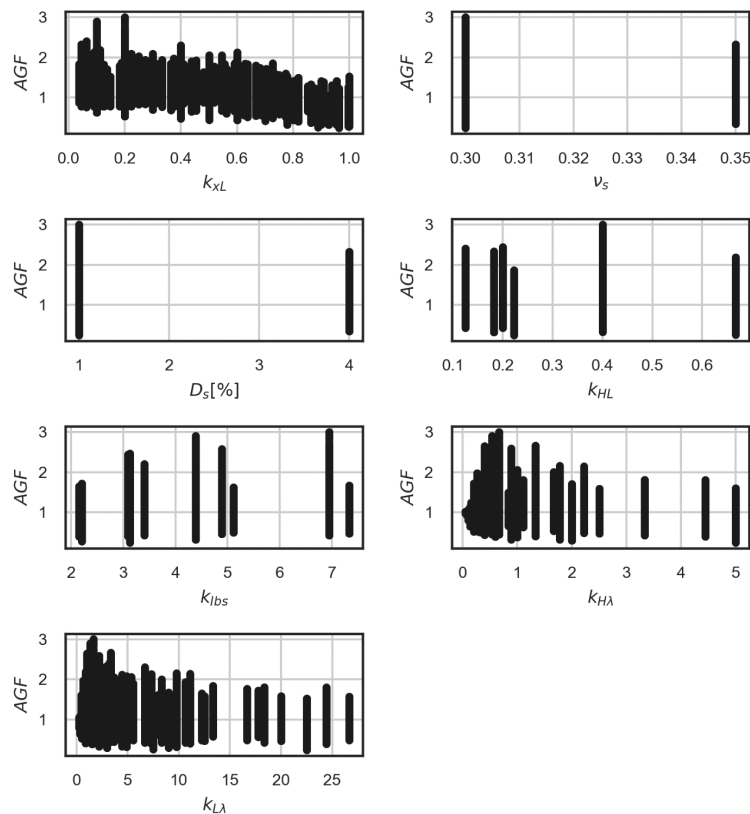 3
2
1
AGF
0.0 0.2 0.4 0.6 0.8 1.0
k_{xL}
3
2
1
AGF
0.30 0.31 0.32 0.33 0.34 0.35
ν_s
3
2
1
AGF
1 2 3 4
D_s[%]
3
2
1
AGF
0.1 0.2 0.3 0.4 0.5 0.6
k_{HL}
3
2
1
AGF
2 3 4 5 6 7
k_{Ibs}
3
2
1
AGF
0 1 2 3 4 5
k_{Hλ}
3
2
1
AGF
0 5 10 15 20 25
k_{Lλ}